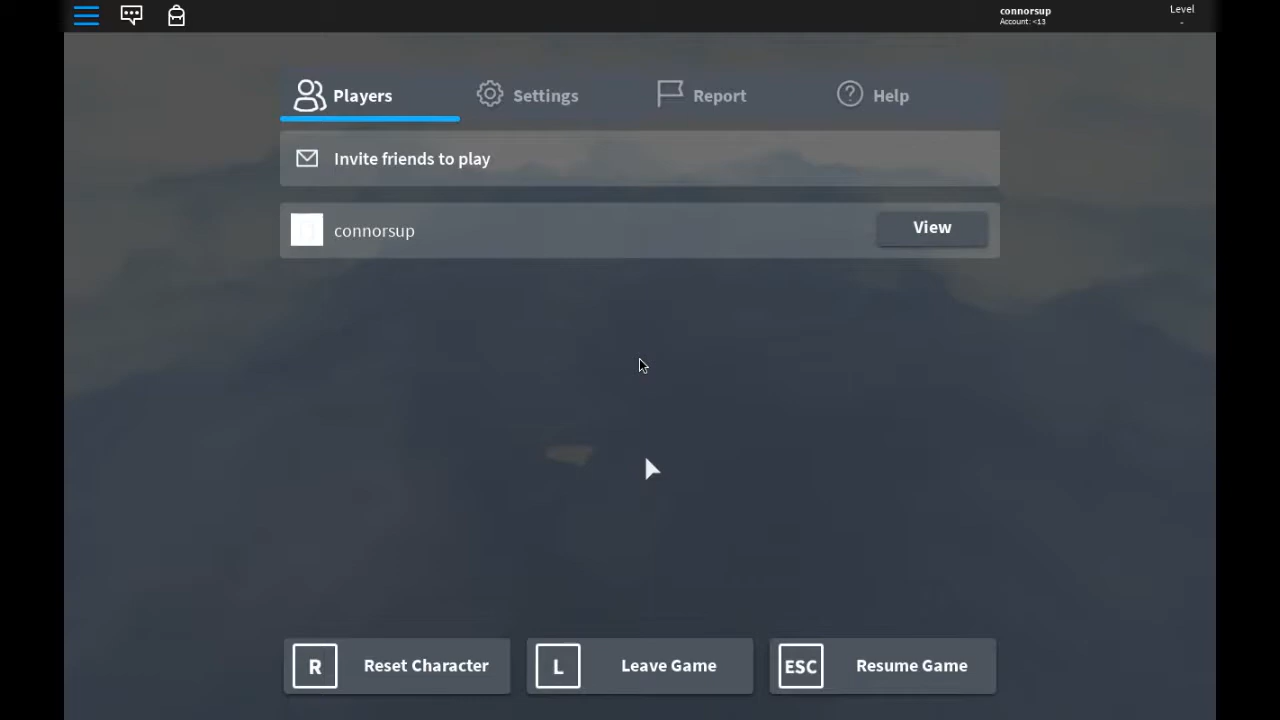 connorsup
Account: <13
Level
-
Players
Settings
Report
Help
Invite friends to play
connorsup
View
R Reset Character
L Leave Game
ESC Resume Game